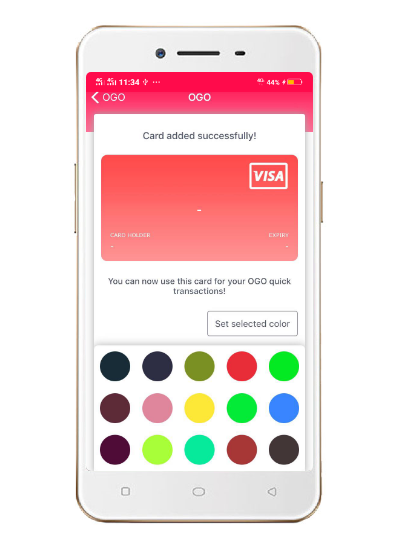 11:34
44%
OGO
OGO
Card added successfully!
VISA
-
CARD HOLDER
EXPIRY
-
-
You can now use this card for your OGO quick
transactions!
Set selected color